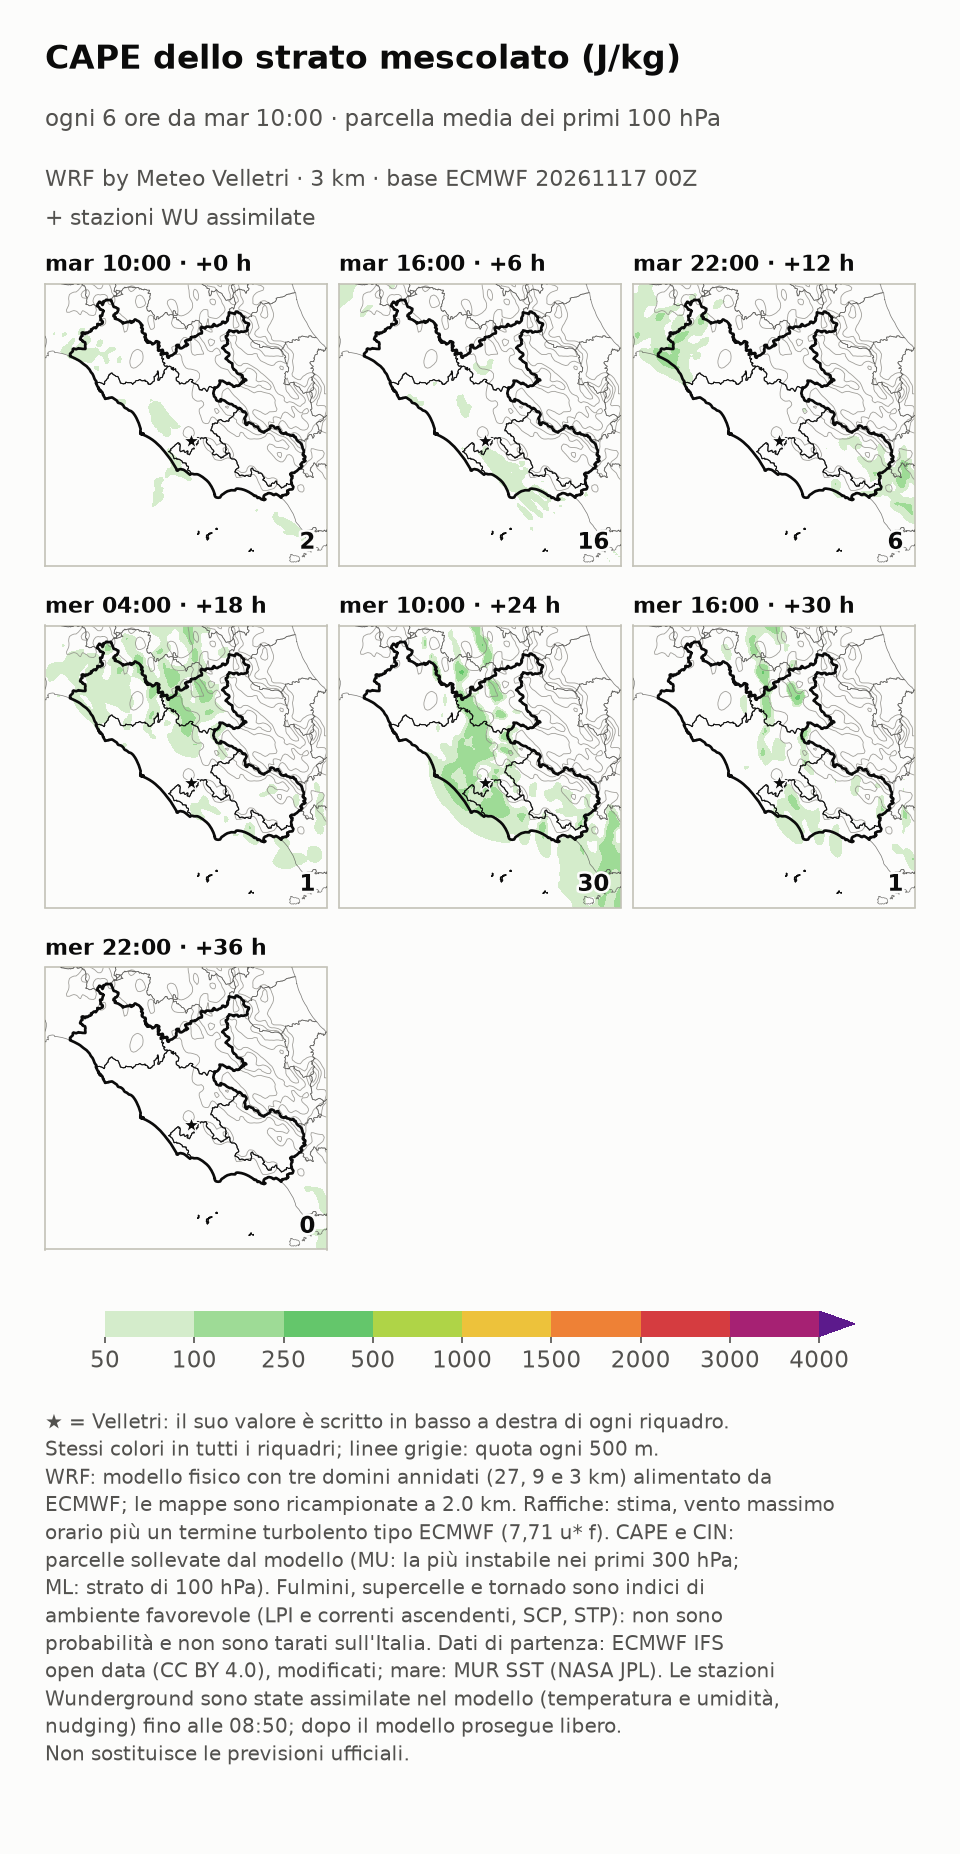 CAPE dello strato mescolato (J/kg)
ogni 6 ore da mar 10:00 · parcella media dei primi 100 hPa
WRF by Meteo Velletri · 3 km · base ECMWF 20261117 00Z
+ stazioni WU assimilate
mar 10:00 · +0 h
mar 16:00 · +6 h
mar 22:00 · +12 h
2
16
6
mer 04:00 · +18 h
mer 10:00 · +24 h
mer 16:00 · +30 h
1
30
1
mer 22:00 · +36 h
0
50 100 250 500 1000 1500 2000 3000 4000
★ = Velletri: il suo valore è scritto in basso a destra di ogni riquadro.
Stessi colori in tutti i riquadri; linee grigie: quota ogni 500 m.
WRF: modello fisico con tre domini annidati (27, 9 e 3 km) alimentato da
ECMWF; le mappe sono ricampionate a 2.0 km. Raffiche: stima, vento massimo
orario più un termine turbolento tipo ECMWF (7,71 u* f). CAPE e CIN:
parcelle sollevate dal modello (MU: la più instabile nei primi 300 hPa;
ML: strato di 100 hPa). Fulmini, supercelle e tornado sono indici di
ambiente favorevole (LPI e correnti ascendenti, SCP, STP): non sono
probabilità e non sono tarati sull'Italia. Dati di partenza: ECMWF IFS
open data (CC BY 4.0), modificati; mare: MUR SST (NASA JPL). Le stazioni
Wunderground sono state assimilate nel modello (temperatura e umidità,
nudging) fino alle 08:50; dopo il modello prosegue libero.
Non sostituisce le previsioni ufficiali.